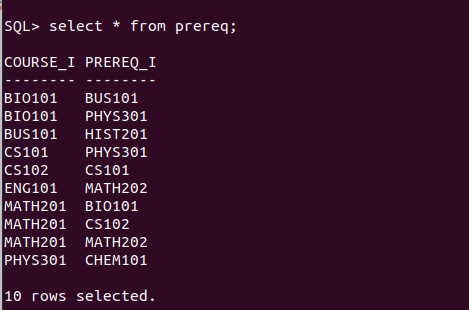 SQL> select * from prereq;
COURSE_I PREREQ_I
-------- --------
BIO101   BUS101
BIO101   PHYS301
BUS101   HIST201
CS101    PHYS301
CS102    CS101
ENG101   MATH202
MATH201  BIO101
MATH201  CS102
MATH201  MATH202
PHYS301  CHEM101
10 rows selected.